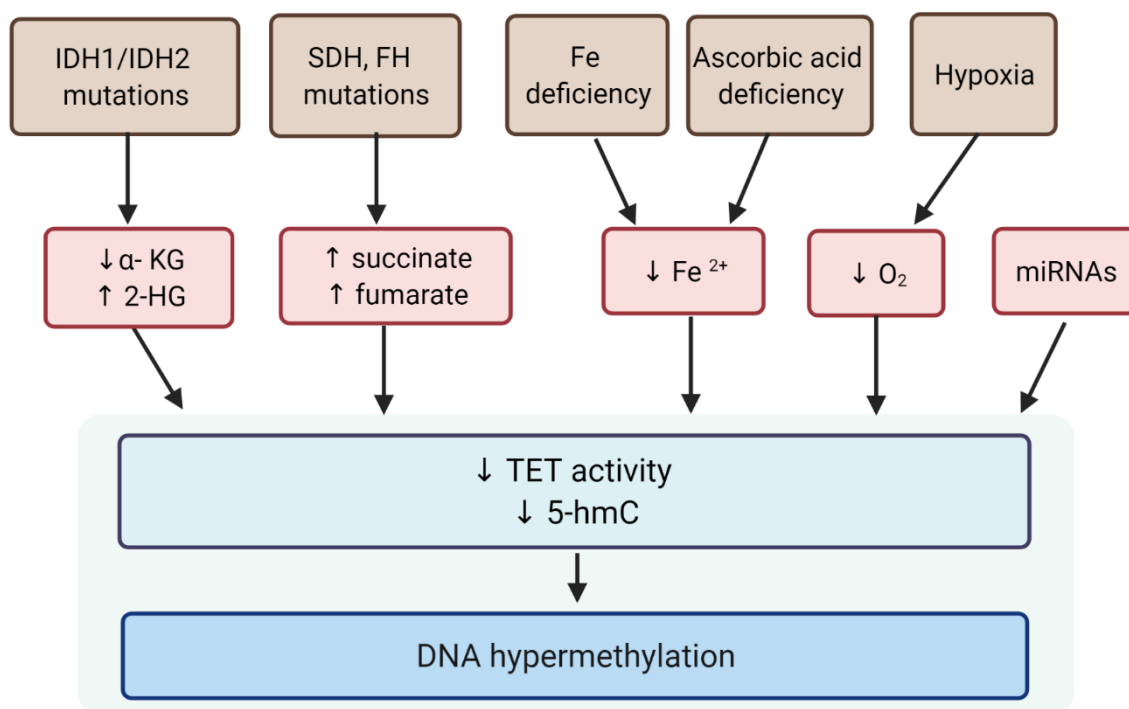 IDH1/IDH2
mutations
SDH, FH
mutations
Fe
deficiency
Ascorbic acid
deficiency
Hypoxia
↓α- KG
↑ 2-HG
↑ succinate
↑ fumarate
↓ Fe ²⁺
↓ O₂
miRNAs
↓ TET activity
↓ 5-hmC
DNA hypermethylation